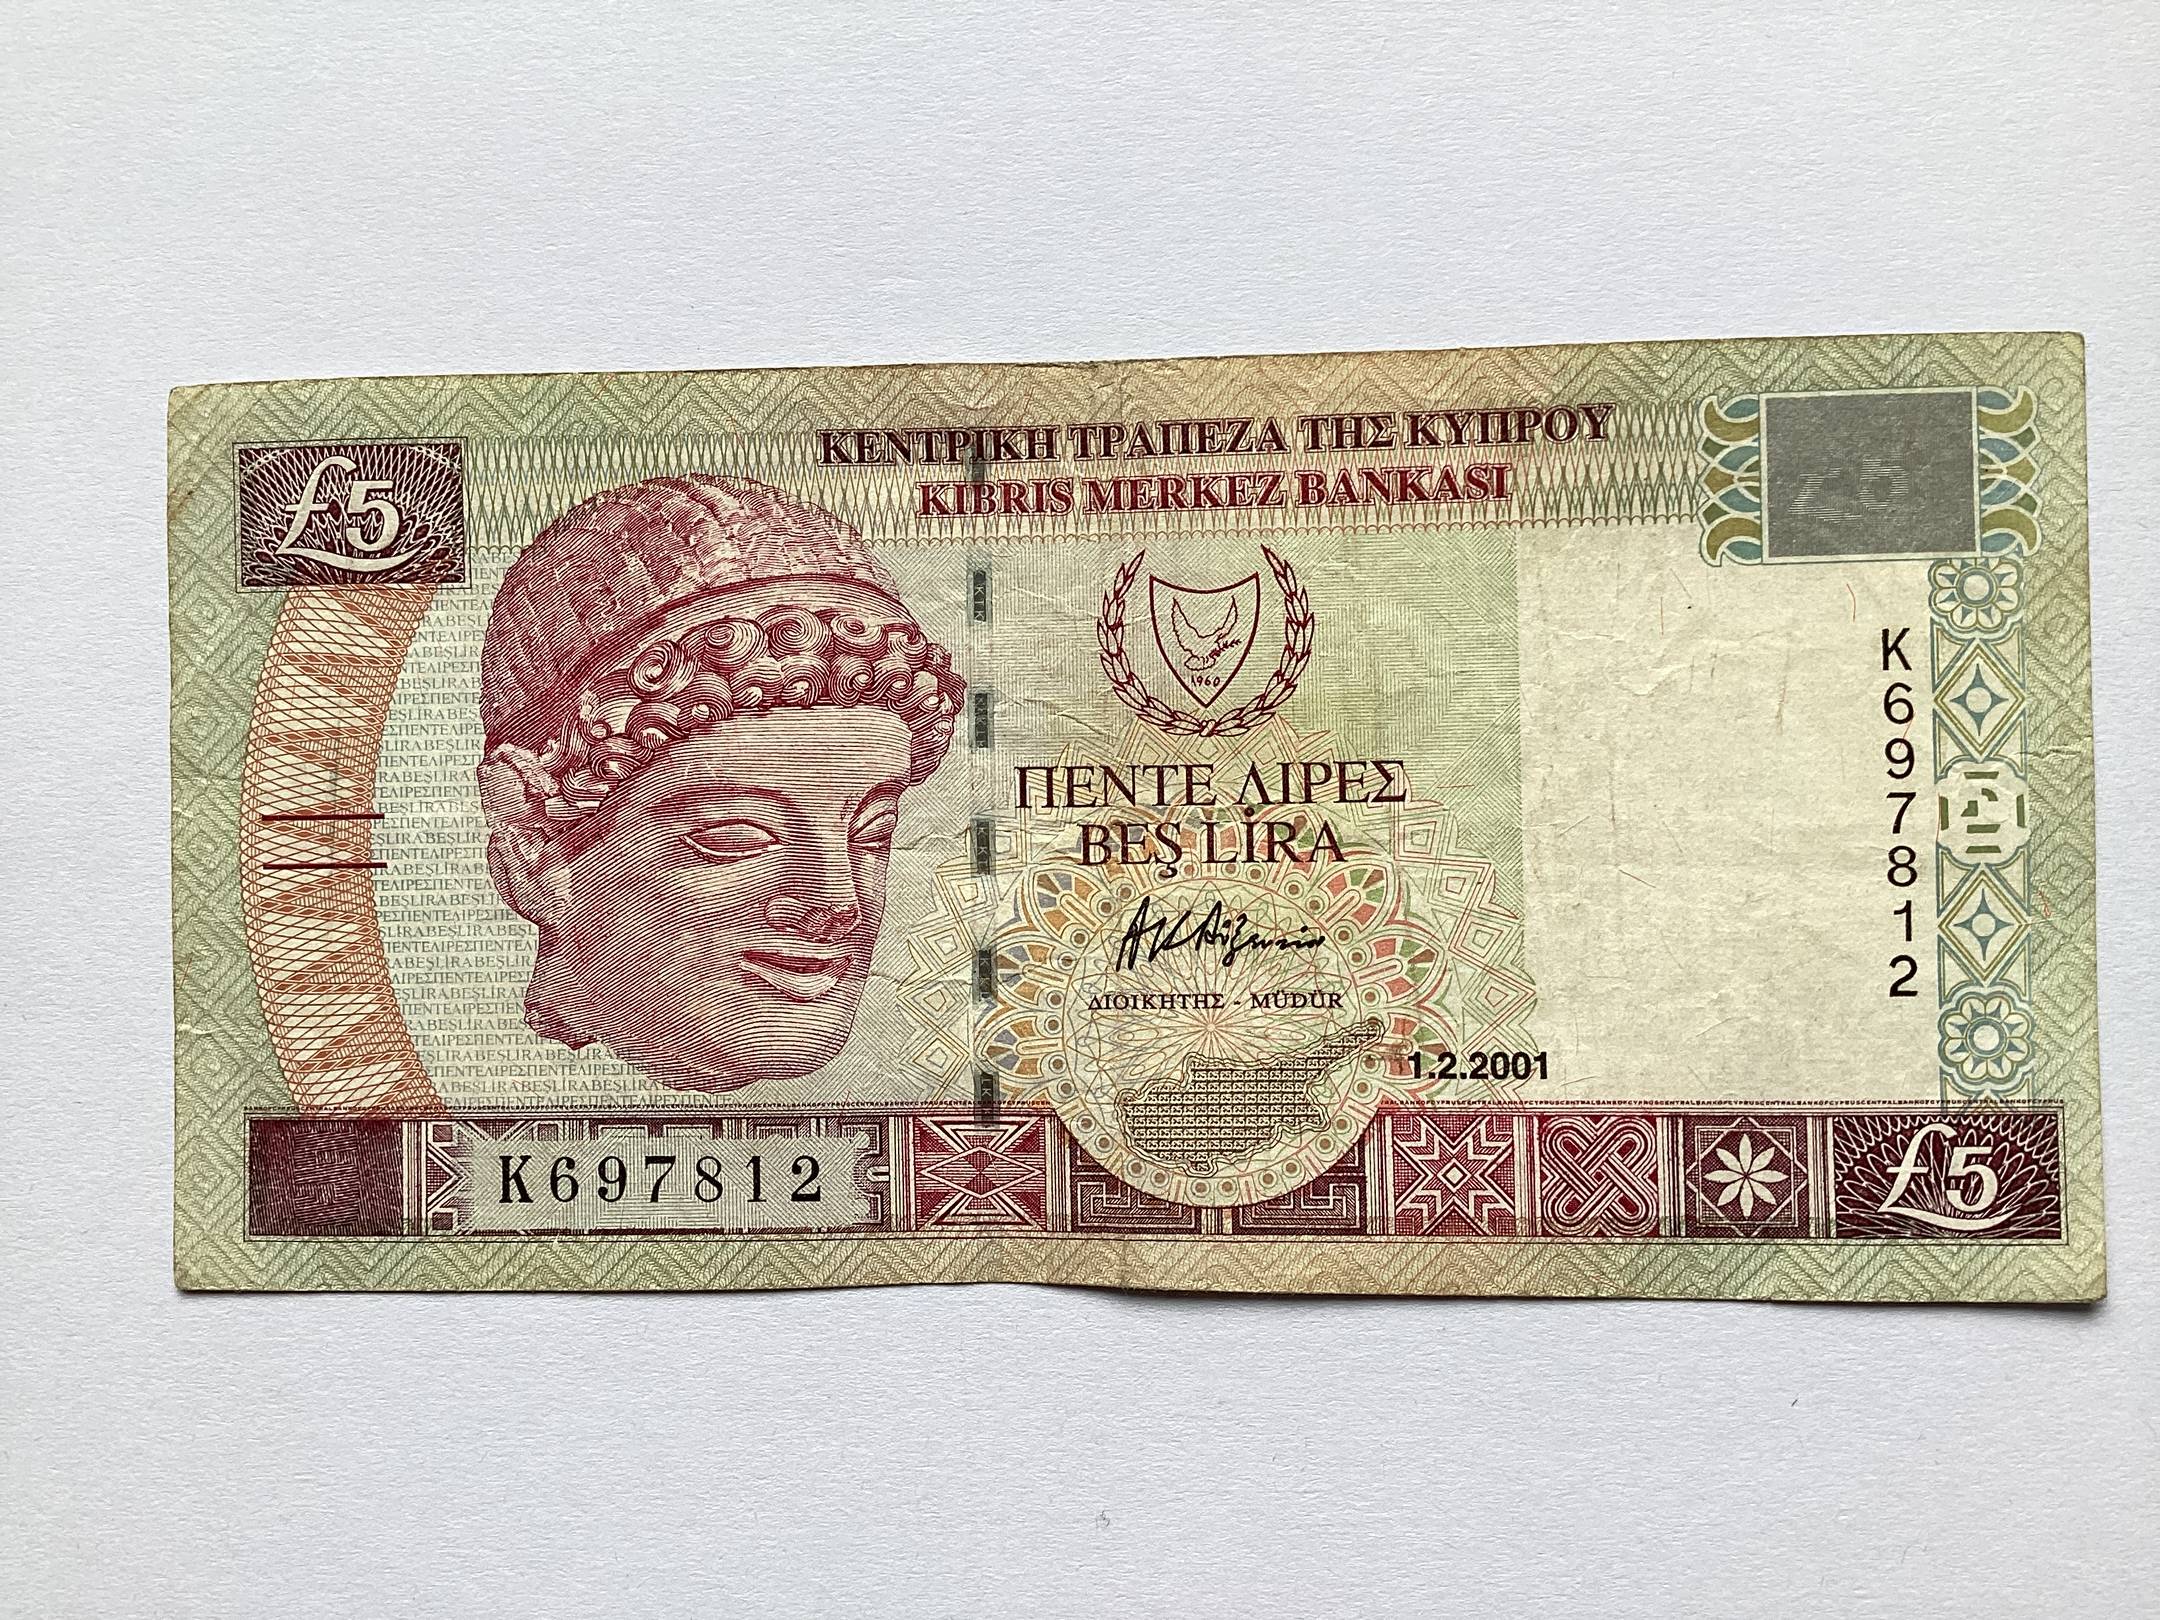 ΚΕΝΤΡΙΚΗ ΤΡΑΠΕΖΑ ΤΗΣ ΚΥΠΡΟΥ
KIBRIS MERKEZ BANKASI
£5
£5
1960
ΠΕΝΤΕ ΛΙΡΕΣ
BEŞ LİRA
ΔΙΟΙΚΗΤΗΣ - MÜDÜR
1.2.2001
K697812
K697812
£5